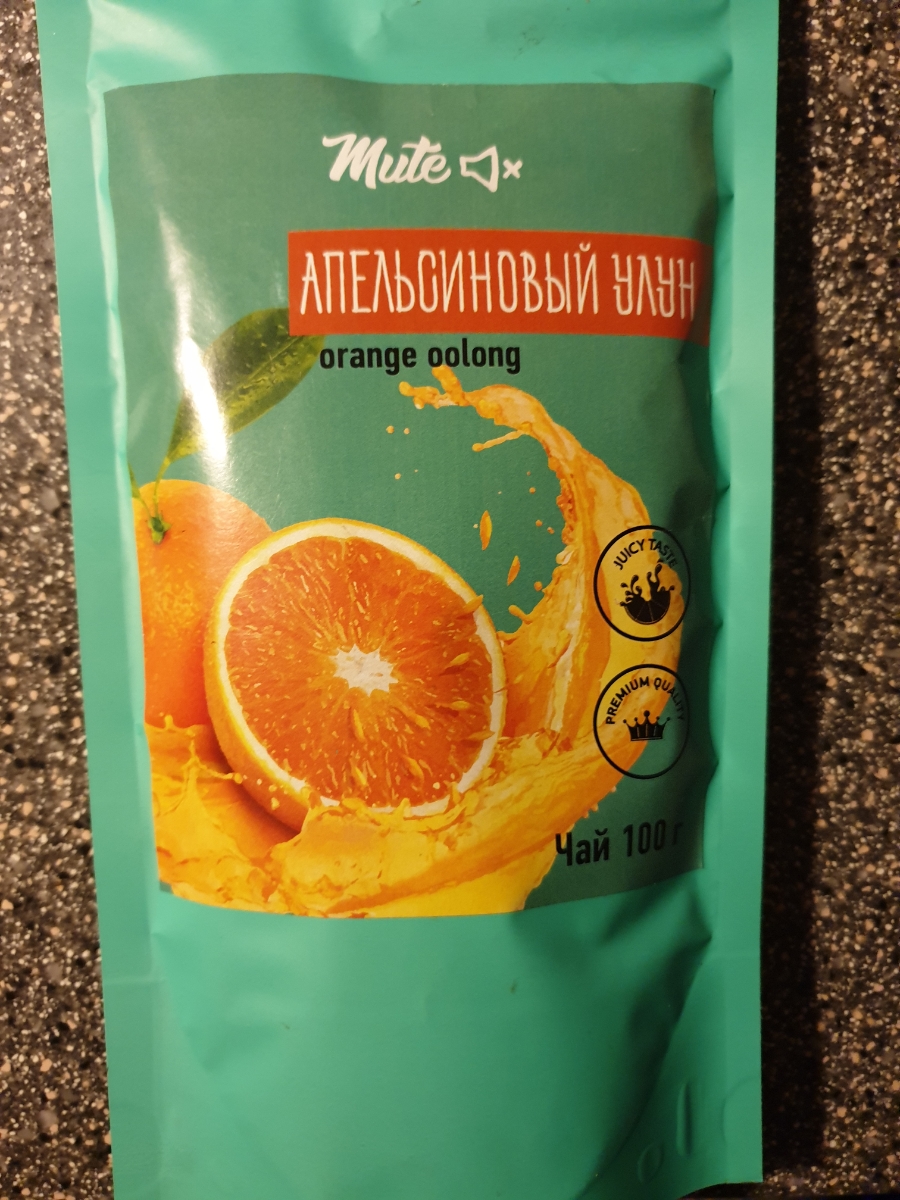 Mute
АПЕЛЬСИНОВЫЙ УЛУН
orange oolong
JUICY TASTE
PREMIUM QUALITY
Чай 100 г